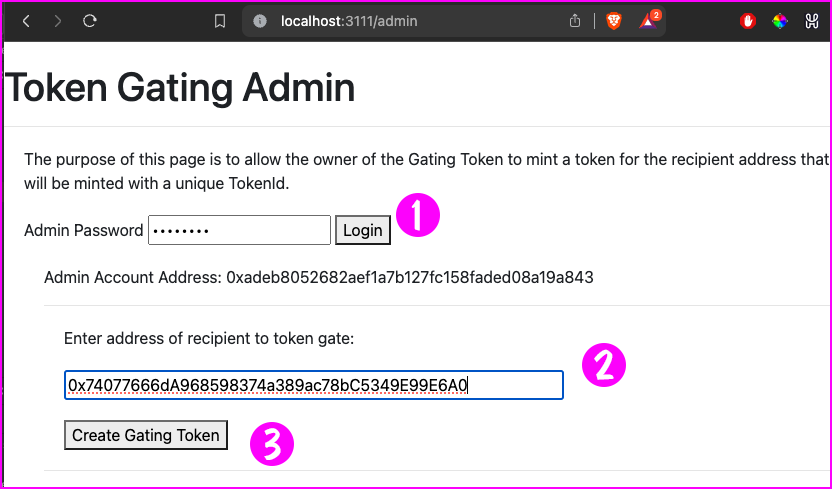 localhost:3111/admin
2
Token Gating Admin
The purpose of this page is to allow the owner of the Gating Token to mint a token for the recipient address that
will be minted with a unique TokenId.
Admin Password •••••••• Login 1
Admin Account Address: 0xadeb8052682aef1a7b127fc158faded08a19a843
Enter address of recipient to token gate:
2
0x74077666dA968598374a389ac78bC5349E99E6A0
Create Gating Token 3